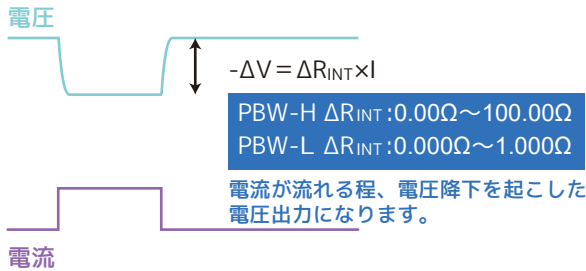 電圧
-ΔV＝ΔRINT×I
PBW-H ΔRINT:0.00Ω～100.00Ω
PBW-L ΔRINT:0.000Ω～1.000Ω
電流が流れる程、電圧降下を起こした
電圧出力になります。
電流